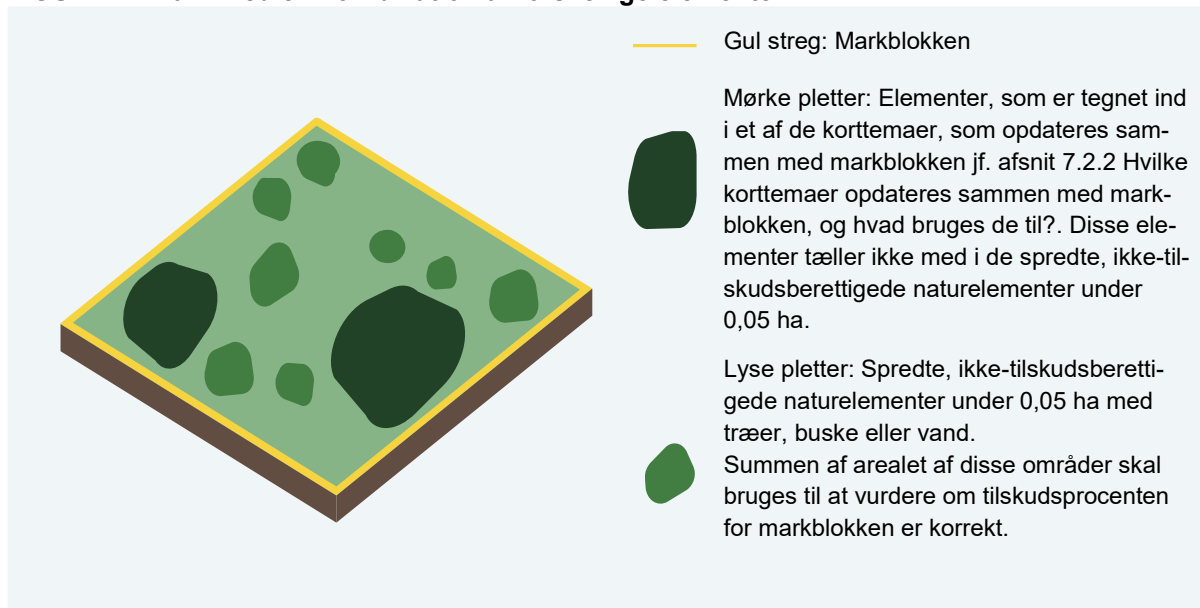 Gul streg: Markblokken
Mørke pletter: Elementer, som er tegnet ind
i et af de korttemaer, som opdateres sam-
men med markblokken jf. afsnit 7.2.2 Hvilke
korttemaer opdateres sammen med mark-
blokken, og hvad bruges de til?. Disse ele-
menter tæller ikke med i de spredte, ikke-til-
skudsberettigede naturelementer under
0,05 ha.
Lyse pletter: Spredte, ikke-tilskudsberetti-
gede naturelementer under 0,05 ha med
træer, buske eller vand.
Summen af arealet af disse områder skal
bruges til at vurdere om tilskudsprocenten
for markblokken er korrekt.